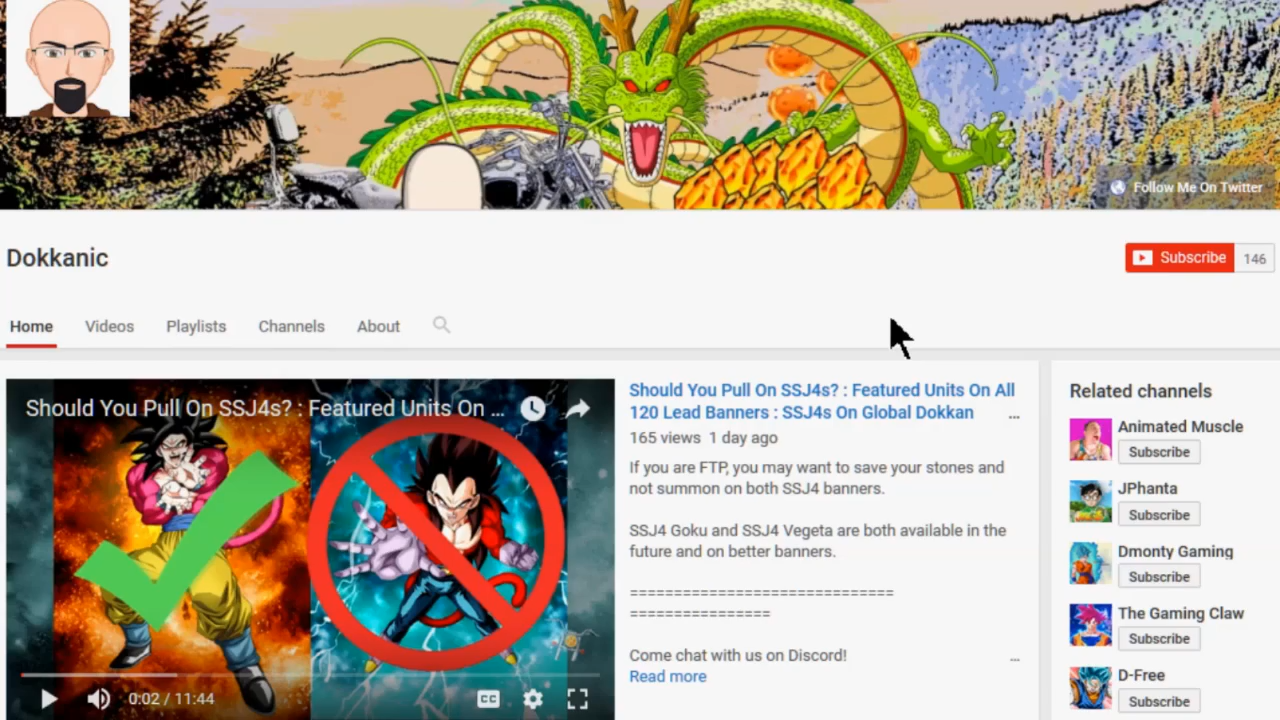 Follow Me On Twitter
Dokkanic
Subscribe 146
Home Videos Playlists Channels About
Should You Pull On SSJ4s? : Featured Units On ...
0:02 / 11:44
CC
Should You Pull On SSJ4s? : Featured Units On All
120 Lead Banners : SSJ4s On Global Dokkan ...
165 views 1 day ago
If you are FTP, you may want to save your stones and
not summon on both SSJ4 banners.
SSJ4 Goku and SSJ4 Vegeta are both available in the
future and on better banners.
==============================
================
Come chat with us on Discord! ...
Read more
Related channels
Animated Muscle
Subscribe
JPhanta
Subscribe
Dmonty Gaming
Subscribe
The Gaming Claw
Subscribe
D-Free
Subscribe